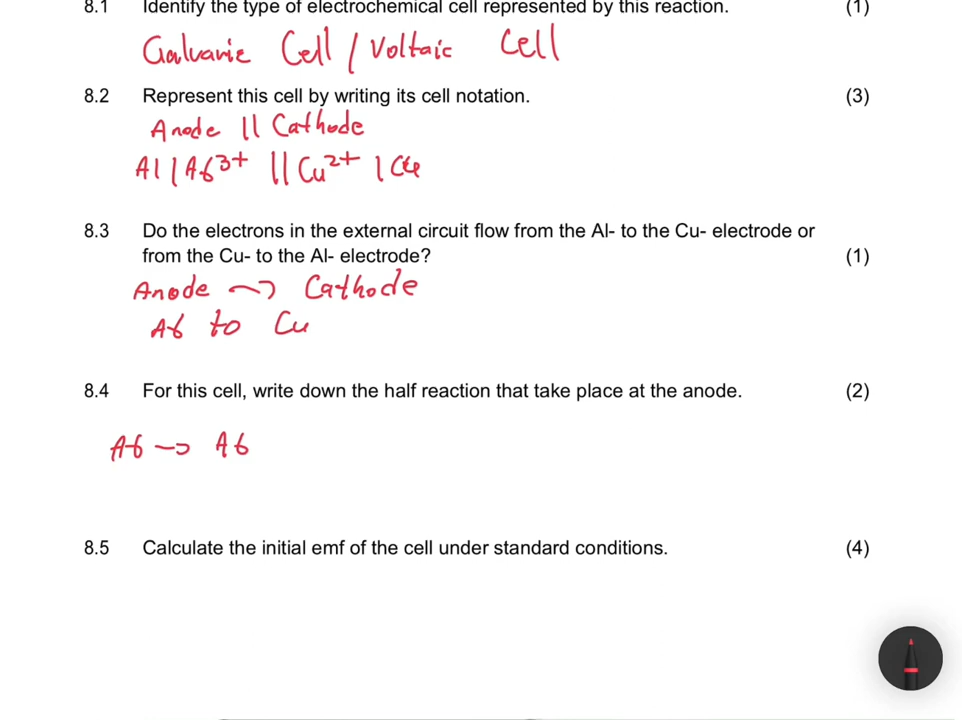 8.1 Identify the type of electrochemical cell represented by this reaction. (1)
Galvanic Cell / Voltaic Cell
8.2 Represent this cell by writing its cell notation. (3)
Anode || Cathode
Al | Al³⁺ || Cu²⁺ | Cu
8.3 Do the electrons in the external circuit flow from the Al- to the Cu- electrode or
from the Cu- to the Al- electrode? (1)
Anode → Cathode
Al to Cu
8.4 For this cell, write down the half reaction that take place at the anode. (2)
Al → Al
8.5 Calculate the initial emf of the cell under standard conditions. (4)